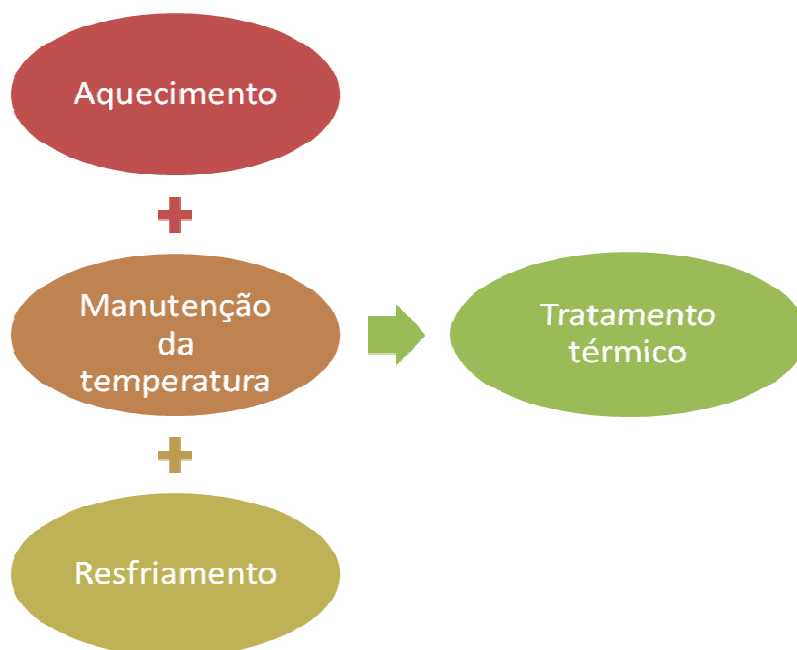 Aquecimento
Manutenção
da
temperatura
Resfriamento
Tratamento
térmico